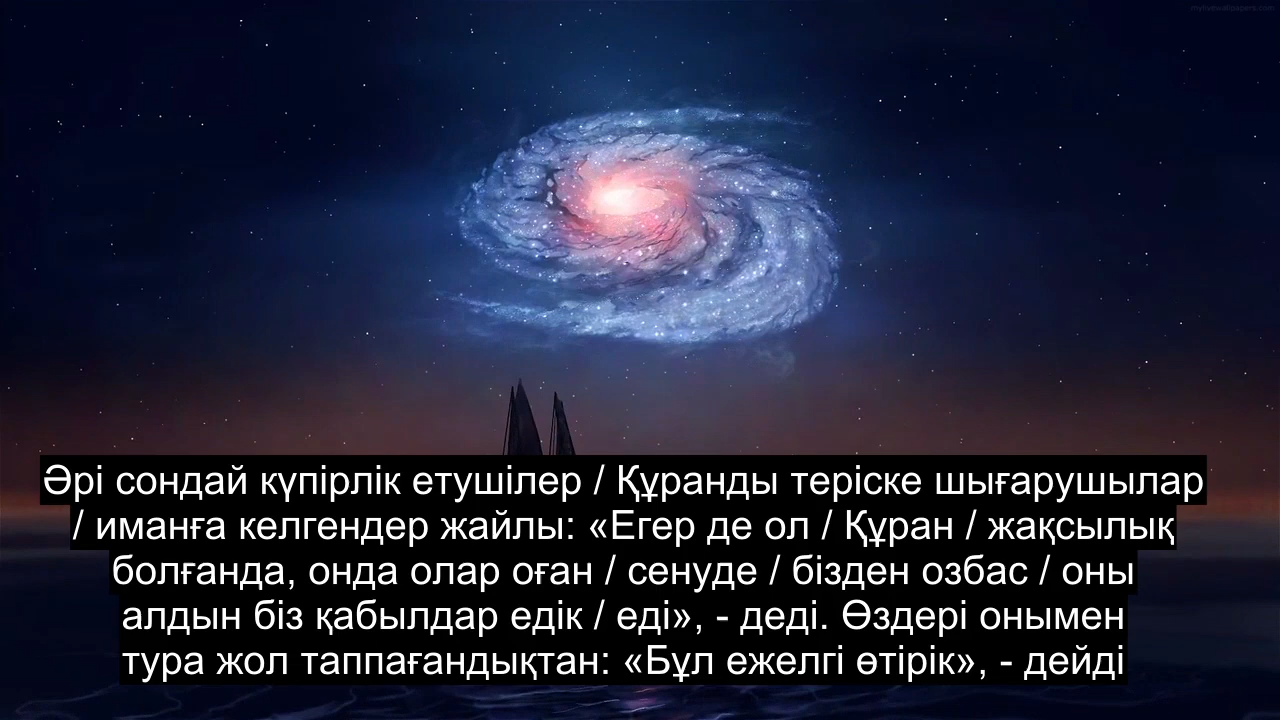 Әрі сондай күпірлік етушілер / Құранды теріске шығарушылар
/ иманға келгендер жайлы: «Егер де ол / Құран / жақсылық
болғанда, онда олар оған / сенуде / бізден озбас / оны
алдын біз қабылдар едік / еді», - деді. Өздері онымен
тура жол таппағандықтан: «Бұл ежелгі өтірік», - дейді